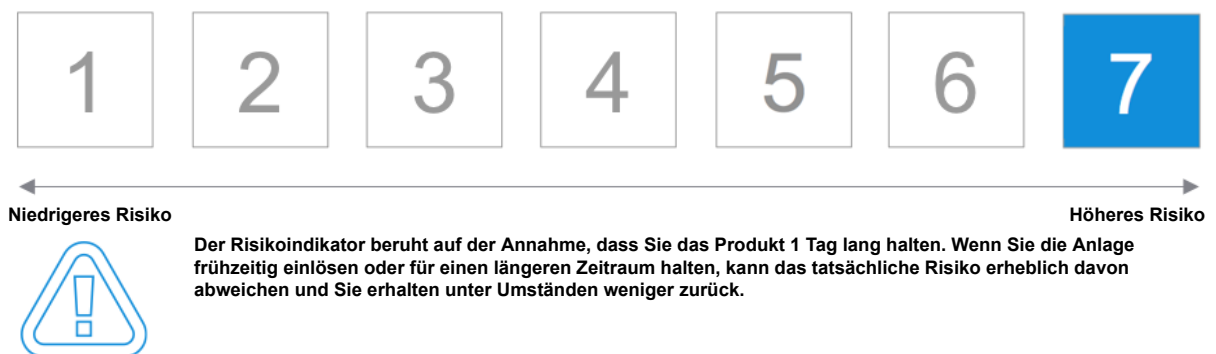 1 2 3 4 5 6 7
Niedrigeres Risiko Höheres Risiko
Der Risikoindikator beruht auf der Annahme, dass Sie das Produkt 1 Tag lang halten. Wenn Sie die Anlage
frühzeitig einlösen oder für einen längeren Zeitraum halten, kann das tatsächliche Risiko erheblich davon
abweichen und Sie erhalten unter Umständen weniger zurück.